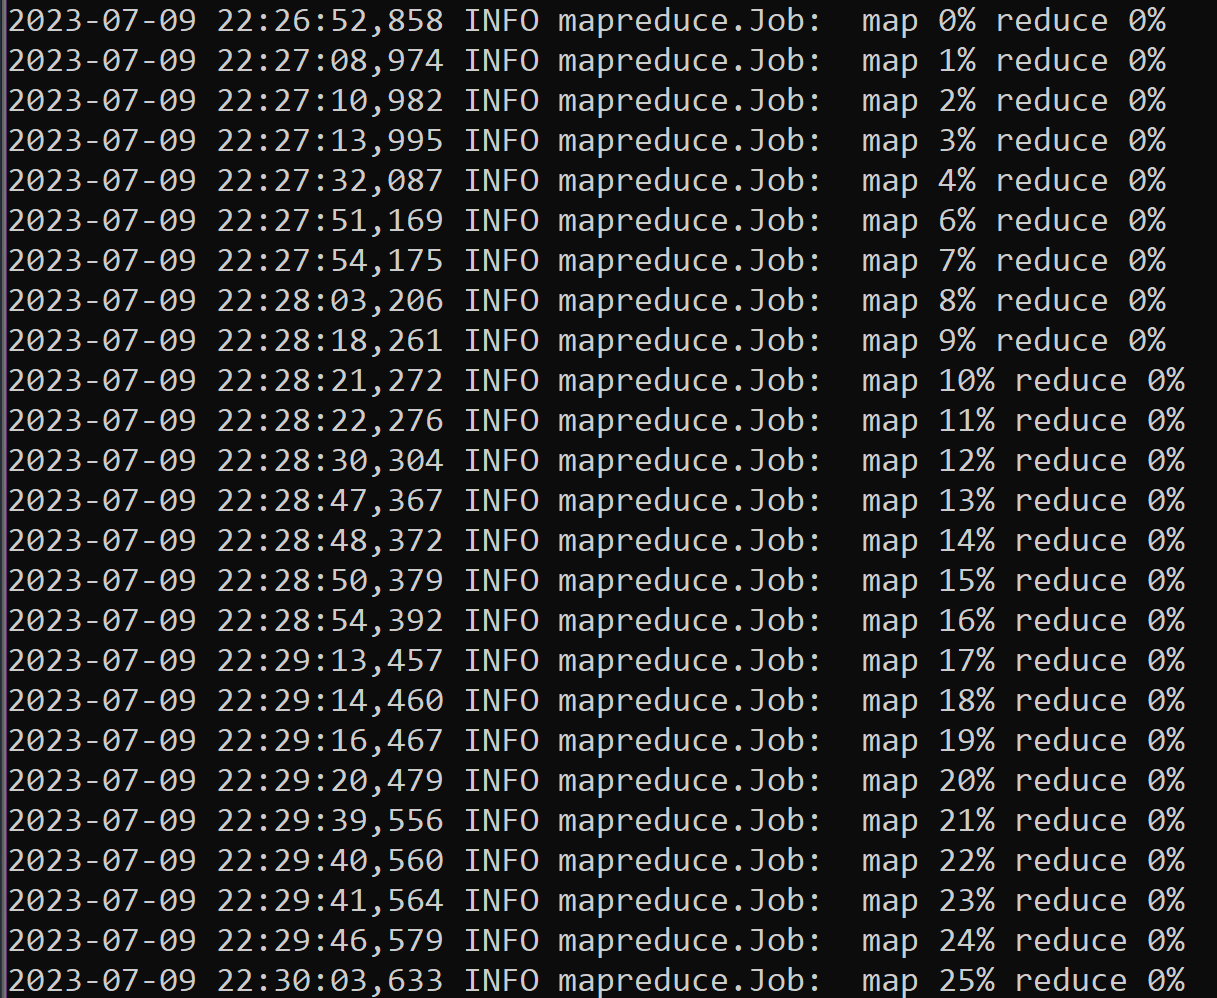 2023-07-09 22:26:52,858 INFO mapreduce.Job:  map 0% reduce 0%
2023-07-09 22:27:08,974 INFO mapreduce.Job:  map 1% reduce 0%
2023-07-09 22:27:10,982 INFO mapreduce.Job:  map 2% reduce 0%
2023-07-09 22:27:13,995 INFO mapreduce.Job:  map 3% reduce 0%
2023-07-09 22:27:32,087 INFO mapreduce.Job:  map 4% reduce 0%
2023-07-09 22:27:51,169 INFO mapreduce.Job:  map 6% reduce 0%
2023-07-09 22:27:54,175 INFO mapreduce.Job:  map 7% reduce 0%
2023-07-09 22:28:03,206 INFO mapreduce.Job:  map 8% reduce 0%
2023-07-09 22:28:18,261 INFO mapreduce.Job:  map 9% reduce 0%
2023-07-09 22:28:21,272 INFO mapreduce.Job:  map 10% reduce 0%
2023-07-09 22:28:22,276 INFO mapreduce.Job:  map 11% reduce 0%
2023-07-09 22:28:30,304 INFO mapreduce.Job:  map 12% reduce 0%
2023-07-09 22:28:47,367 INFO mapreduce.Job:  map 13% reduce 0%
2023-07-09 22:28:48,372 INFO mapreduce.Job:  map 14% reduce 0%
2023-07-09 22:28:50,379 INFO mapreduce.Job:  map 15% reduce 0%
2023-07-09 22:28:54,392 INFO mapreduce.Job:  map 16% reduce 0%
2023-07-09 22:29:13,457 INFO mapreduce.Job:  map 17% reduce 0%
2023-07-09 22:29:14,460 INFO mapreduce.Job:  map 18% reduce 0%
2023-07-09 22:29:16,467 INFO mapreduce.Job:  map 19% reduce 0%
2023-07-09 22:29:20,479 INFO mapreduce.Job:  map 20% reduce 0%
2023-07-09 22:29:39,556 INFO mapreduce.Job:  map 21% reduce 0%
2023-07-09 22:29:40,560 INFO mapreduce.Job:  map 22% reduce 0%
2023-07-09 22:29:41,564 INFO mapreduce.Job:  map 23% reduce 0%
2023-07-09 22:29:46,579 INFO mapreduce.Job:  map 24% reduce 0%
2023-07-09 22:30:03,633 INFO mapreduce.Job:  map 25% reduce 0%